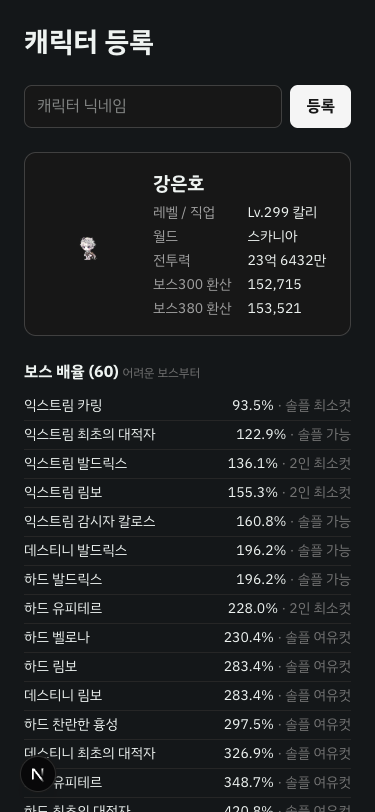 캐릭터 등록
캐릭터 닉네임
등록
강은호
레벨 / 직업 Lv.299 칼리
월드 스카니아
전투력 23억 6432만
보스300 환산 152,715
보스380 환산 153,521
보스 배율 (60) 어려운 보스부터
익스트림 카링 93.5% · 솔플 최소컷
익스트림 최초의 대적자 122.9% · 솔플 가능
익스트림 발드릭스 136.1% · 2인 최소컷
익스트림 림보 155.3% · 2인 최소컷
익스트림 감시자 칼로스 160.8% · 솔플 가능
데스티니 발드릭스 196.2% · 솔플 가능
하드 발드릭스 196.2% · 솔플 가능
하드 유피테르 228.0% · 2인 최소컷
하드 벨로나 230.4% · 솔플 여유컷
하드 림보 283.4% · 솔플 여유컷
데스티니 림보 283.4% · 솔플 여유컷
하드 찬란한 흉성 297.5% · 솔플 여유컷
데스티니 최초의 대적자 326.9% · 솔플 여유컷
N
유피테르 348.7% · 솔플 여유컷
하드 최초의 대적자 420.8% · 솔플 여유컷